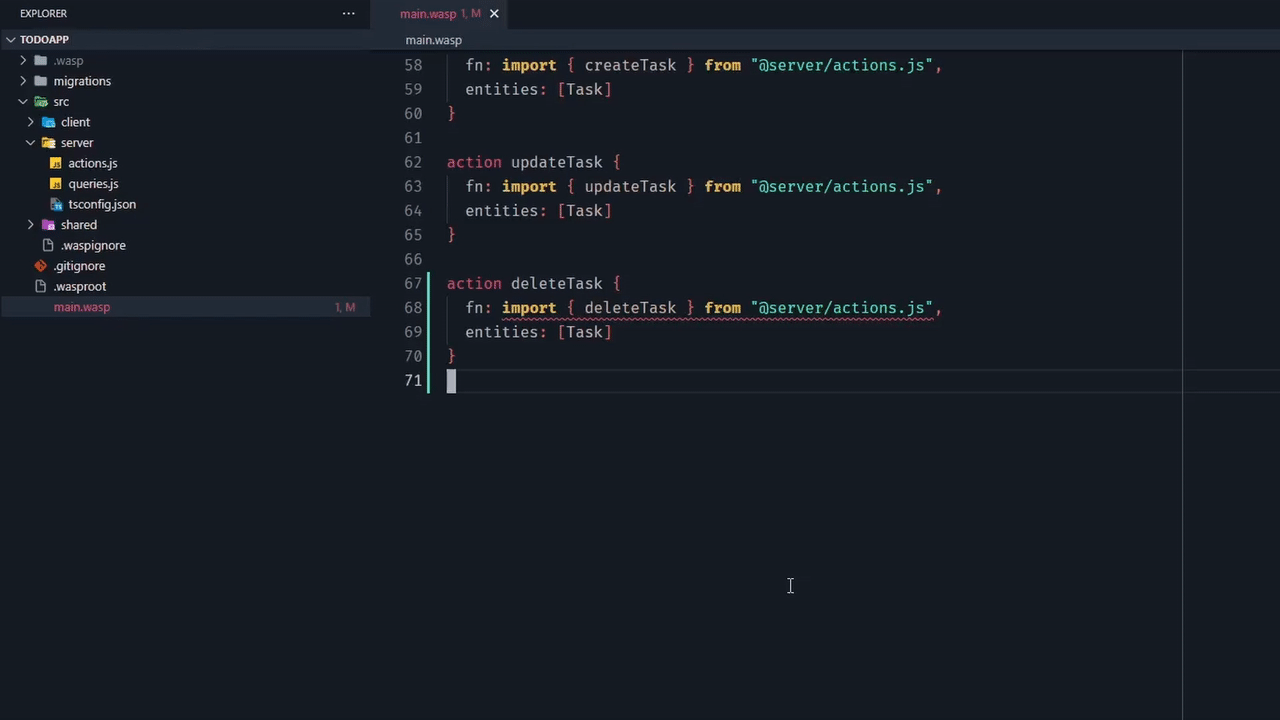 EXPLORER
...
TODOAPP
.wasp
migrations
src
client
server
JS actions.js
JS queries.js
TS tsconfig.json
shared
.waspignore
.gitignore
.wasproot
main.wasp 1, M
main.wasp 1, M
main.wasp
58 fn: import { createTask } from "@server/actions.js",
59 entities: [Task]
60 }
61
62 action updateTask {
63 fn: import { updateTask } from "@server/actions.js",
64 entities: [Task]
65 }
66
67 action deleteTask {
68 fn: import { deleteTask } from "@server/actions.js",
69 entities: [Task]
70 }
71